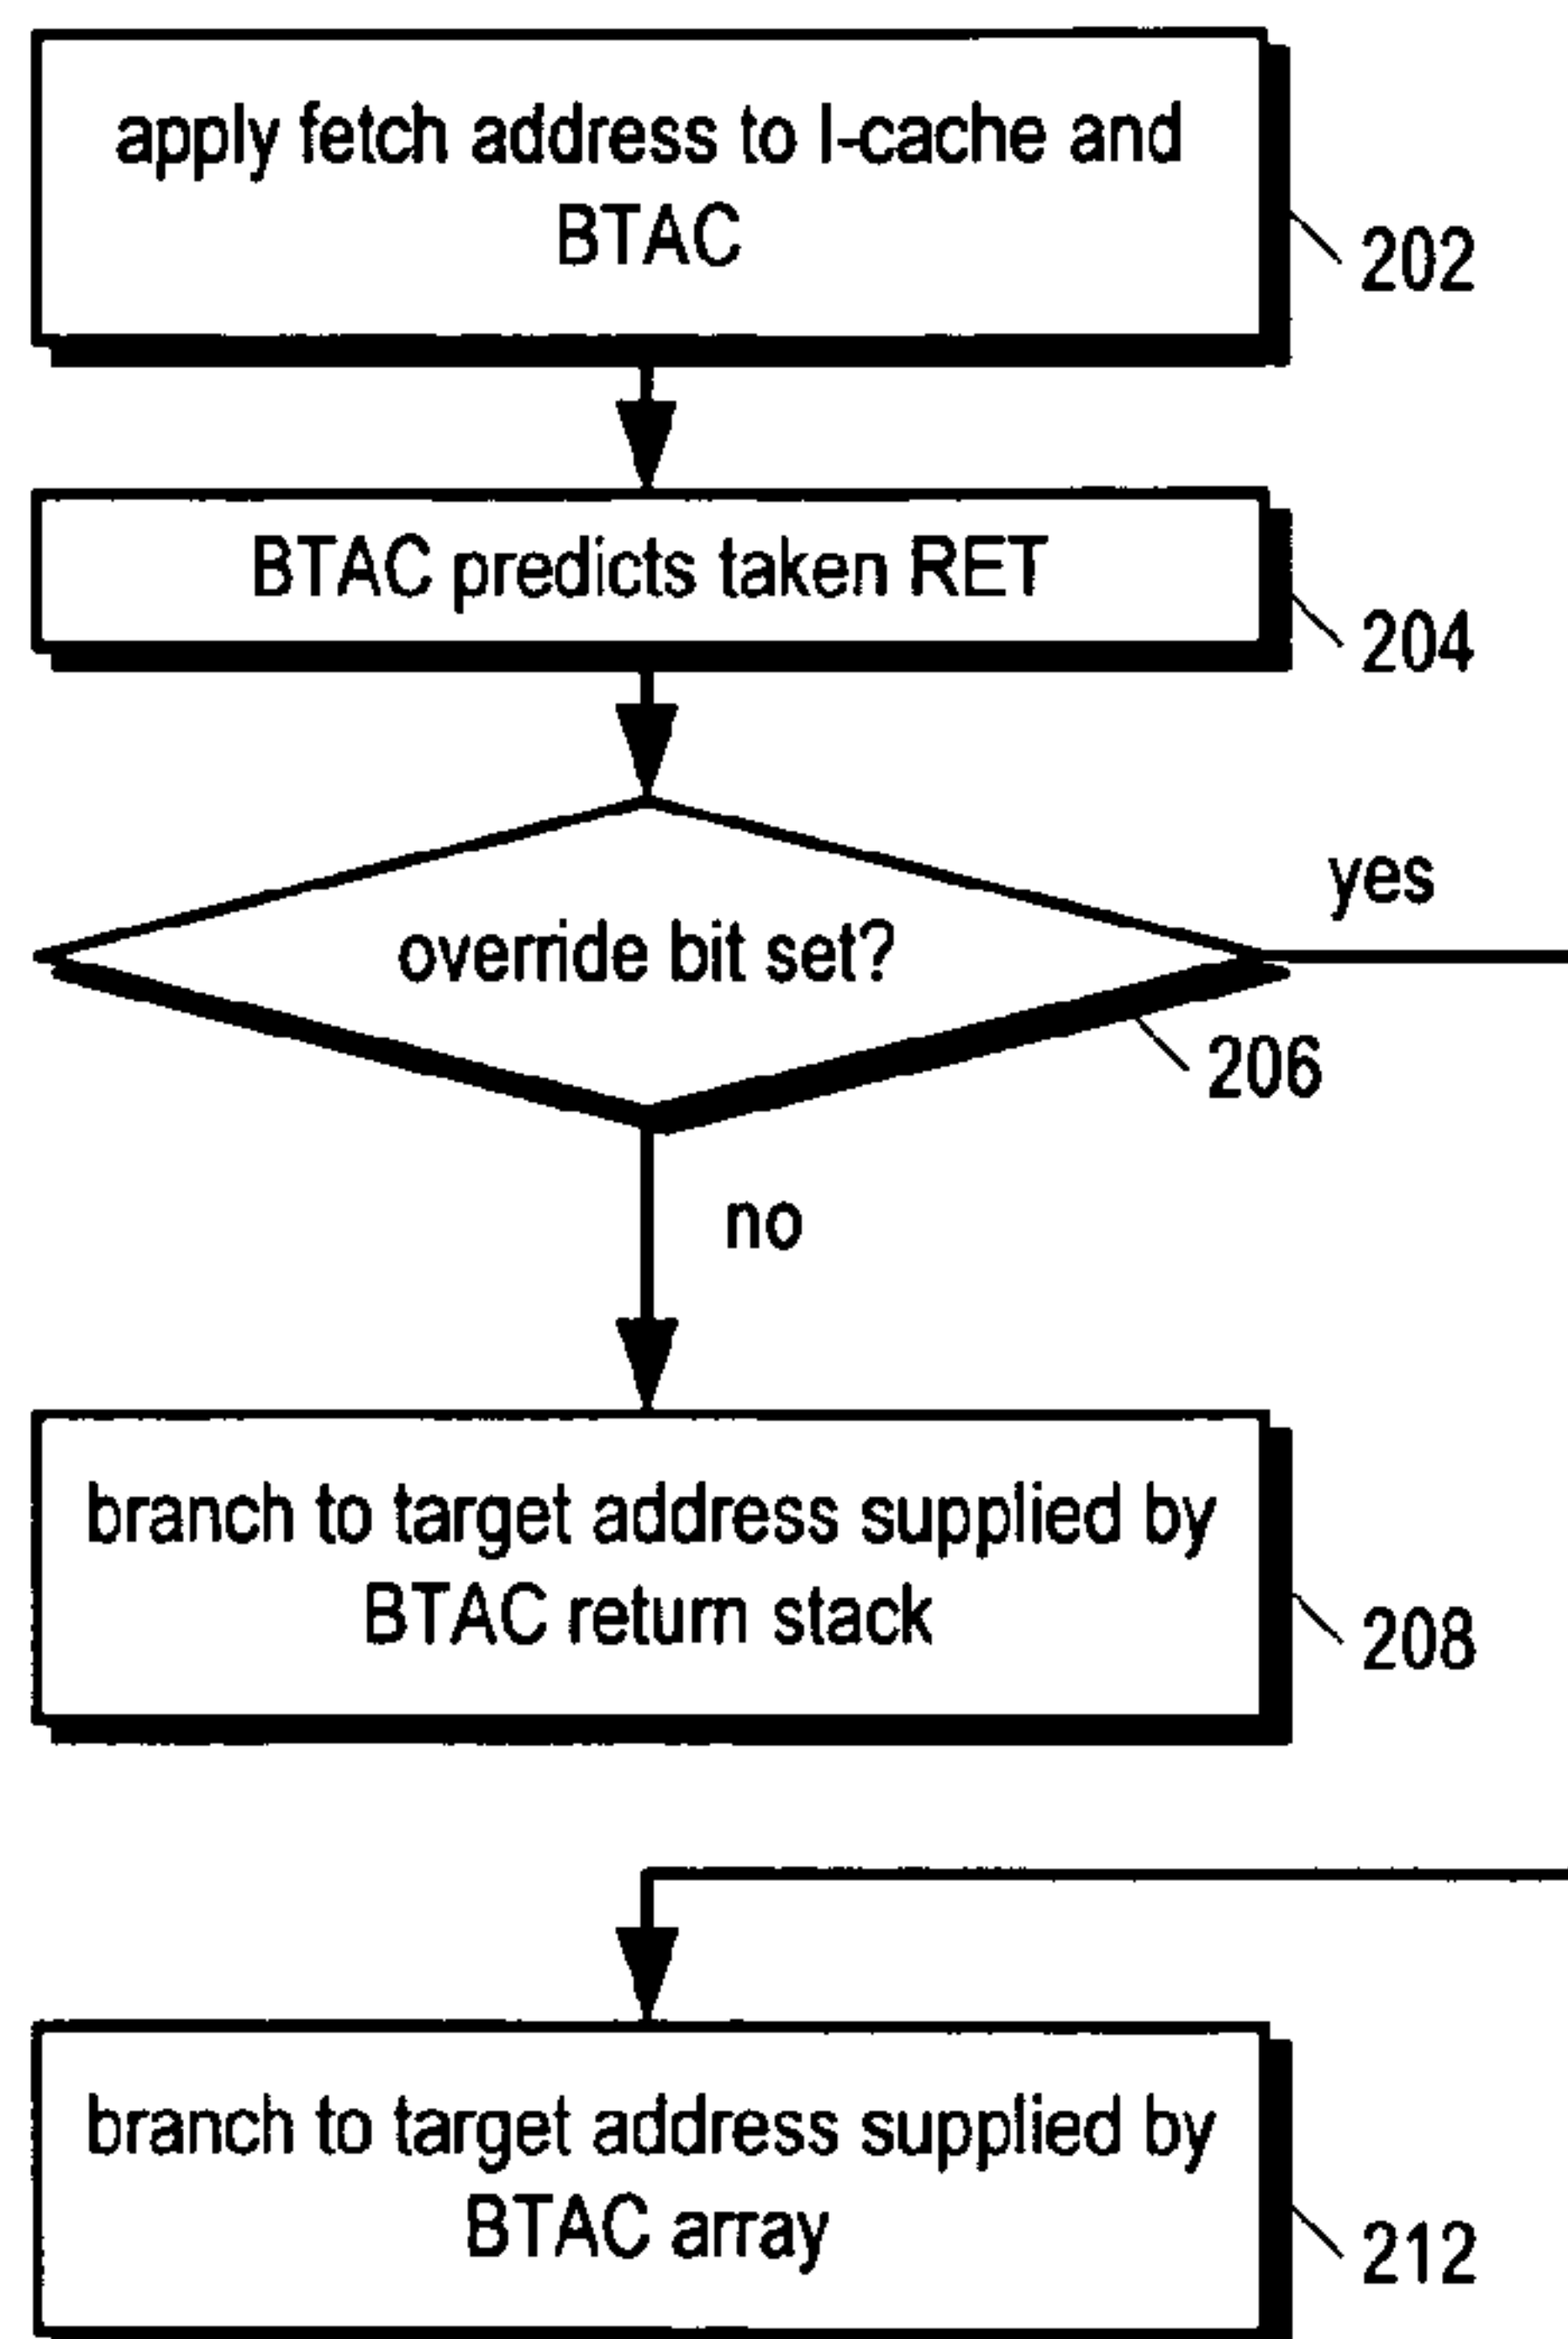 apply fetch address to I-cache and
BTAC
202
BTAC predicts taken RET
204
yes
override bit set?
206
no
branch to target address supplied by
BTAC return stack
208
branch to target address supplied by
BTAC array
212